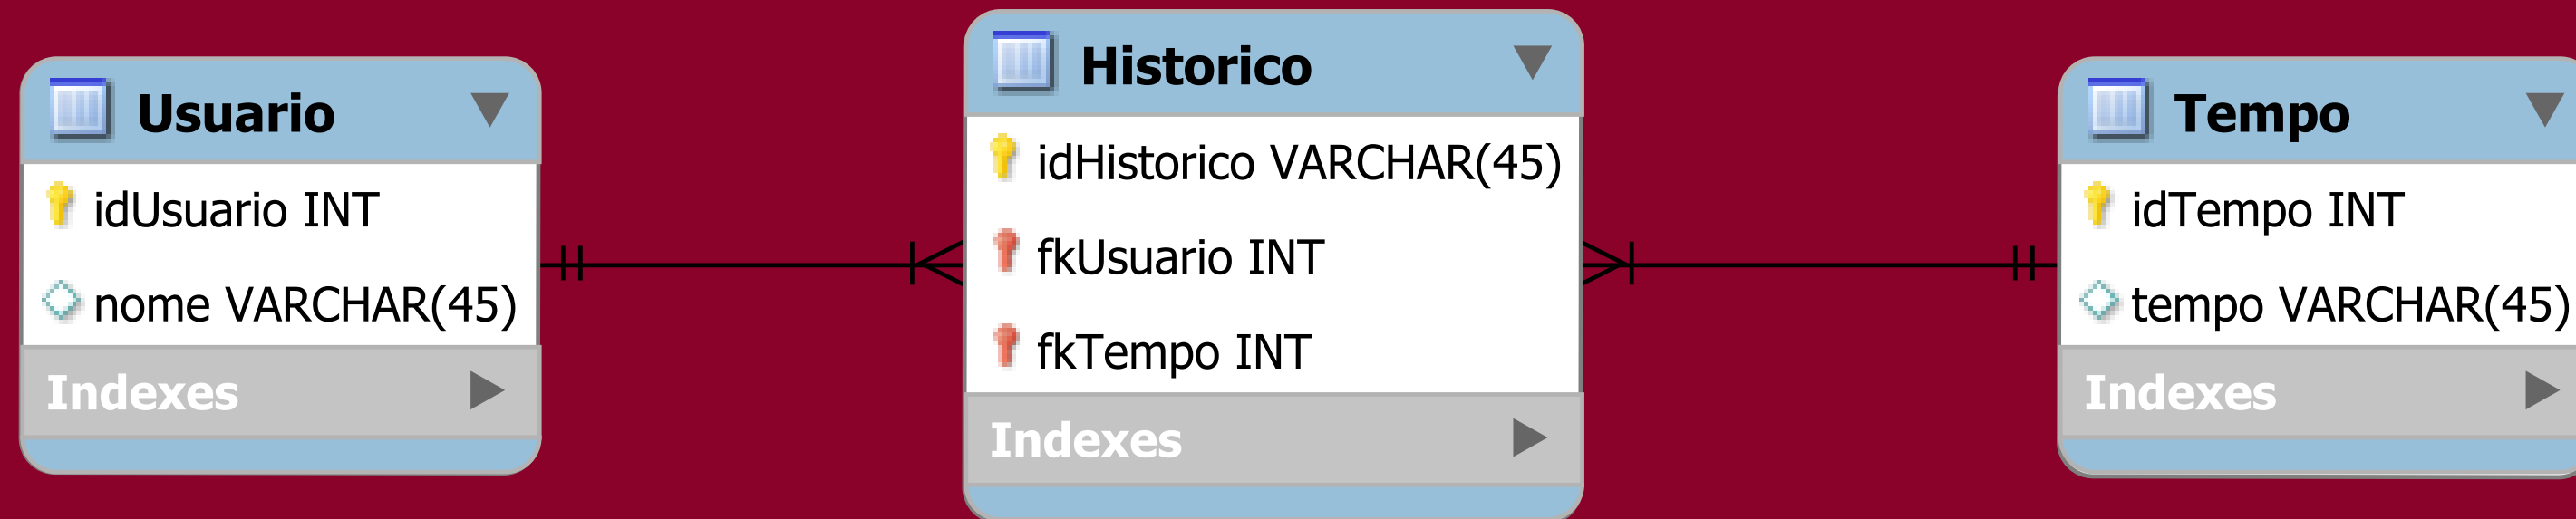 Usuario
idUsuario INT
nome VARCHAR(45)
Indexes
Historico
idHistorico VARCHAR(45)
fkUsuario INT
fkTempo INT
Indexes
Tempo
idTempo INT
tempo VARCHAR(45)
Indexes